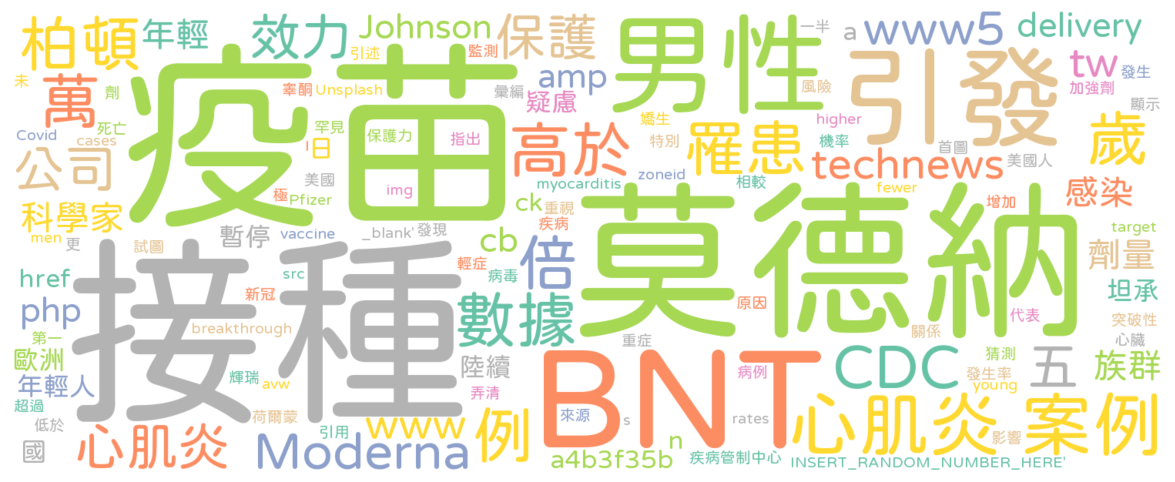 柏頓 年輕 效力 Johnson 保護 男性 一半 a www5 delivery
引述 監測
未 萬 劑 睾酮 Unsplash 彙編 amp 疑慮 風險 引發 tw 發生
加強劑 顯示
Covid 死亡 疫苗 罕見 日 保護力 指出 嬌生 higher
cases 高於 特別 罹患 機率 首圖 歲
公司 l 美國 technews 美國人
極 Pfizer img myocarditis zoneid 相較 fewer 感染
科學家 ck 重視 莫德納 增加
men 更 試圖 暫停 vaccine _blank' 發現 疾病 target
接種 cb 倍 劑量
href src 輕症 病毒 坦承
php 新冠 數據 原因 代表 突破性
第一 breakthrough 重症 關係 心臟
歐洲 陸續 BNT CDC 猜測 五 族群
年輕人 輝瑞 avw 弄清 病例 發生率 young
超過 荷爾蒙 www 例 來源 s rates 心肌炎 案例
低於 引用 n 影響
國 心肌炎 Moderna a4b3f35b 疾病管制中心 INSERT_RANDOM_NUMBER_HERE'